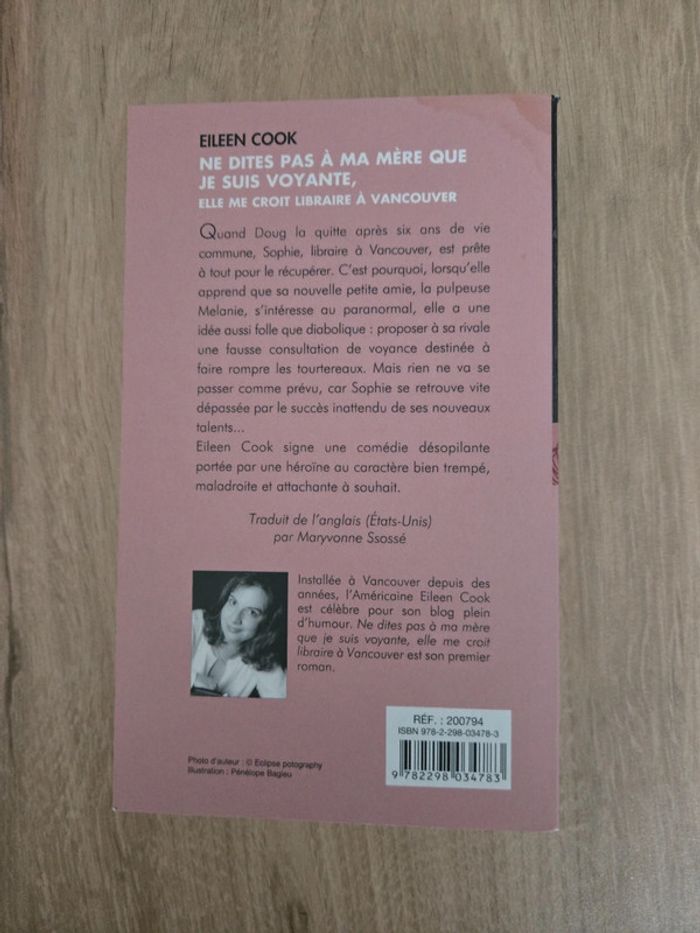 EILEEN COOK
NE DITES PAS À MA MÈRE QUE
JE SUIS VOYANTE,
ELLE ME CROIT LIBRAIRE À VANCOUVER
Quand Doug la quitte après six ans de vie
commune, Sophie, libraire à Vancouver, est prête
à tout pour le récupérer. C'est pourquoi, lorsqu'elle
apprend que sa nouvelle petite amie, la pulpeuse
Melanie, s'intéresse au paranormal, elle a une
idée aussi folle que diabolique : proposer à sa rivale
une fausse consultation de voyance destinée à
faire rompre les tourtereaux. Mais rien ne va se
passer comme prévu, car Sophie se retrouve vite
dépassée par le succès inattendu de ses nouveaux
talents...
Eileen Cook signe une comédie désopilante
portée par une héroïne au caractère bien trempé,
maladroite et attachante à souhait.
Traduit de l'anglais (États-Unis)
par Maryvonne Ssossé
Installée à Vancouver depuis des
années, l'Américaine Eileen Cook
est célèbre pour son blog plein
d'humour. Ne dites pas à ma mère
que je suis voyante, elle me croit
libraire à Vancouver est son premier
roman.
RÉF. : 200794
ISBN 978-2-298-03478-3
9 782298 034783
Photo d'auteur : © Eclipse potography
Illustration : Pénélope Bagieu